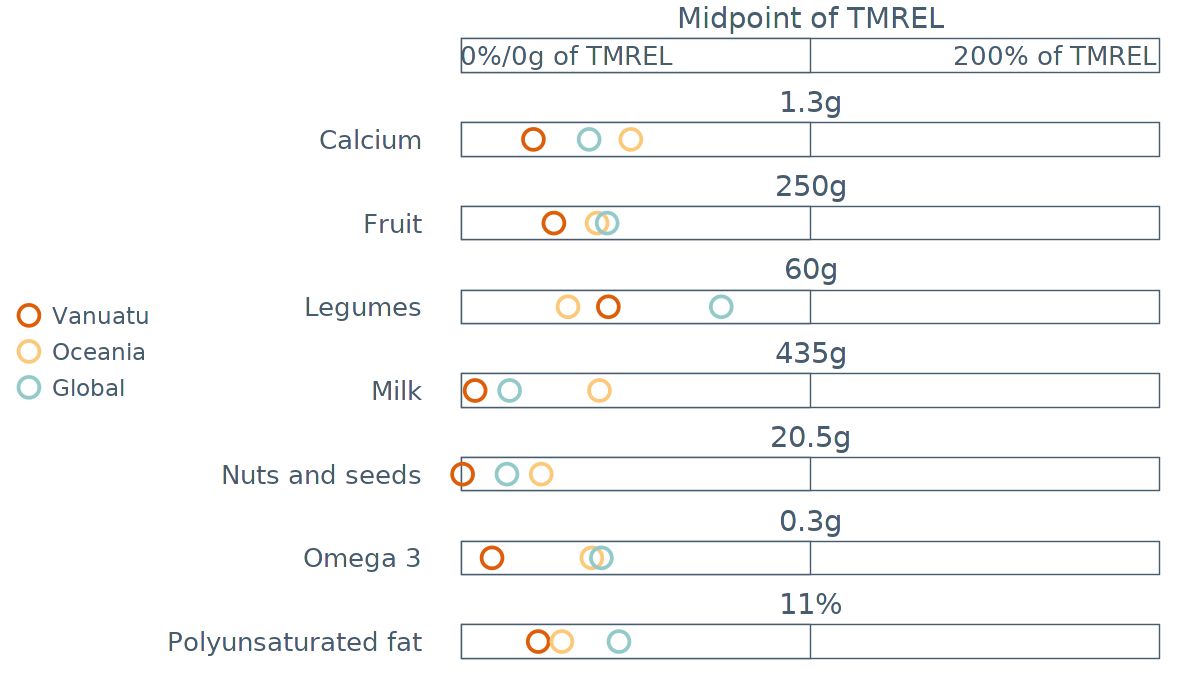 Midpoint of TMREL
0%/0g of TMREL 200% of TMREL
1.3g
Calcium
250g
Fruit
60g
Legumes
435g
Milk
20.5g
Nuts and seeds
0.3g
Omega 3
11%
Polyunsaturated fat
Vanuatu
Oceania
Global